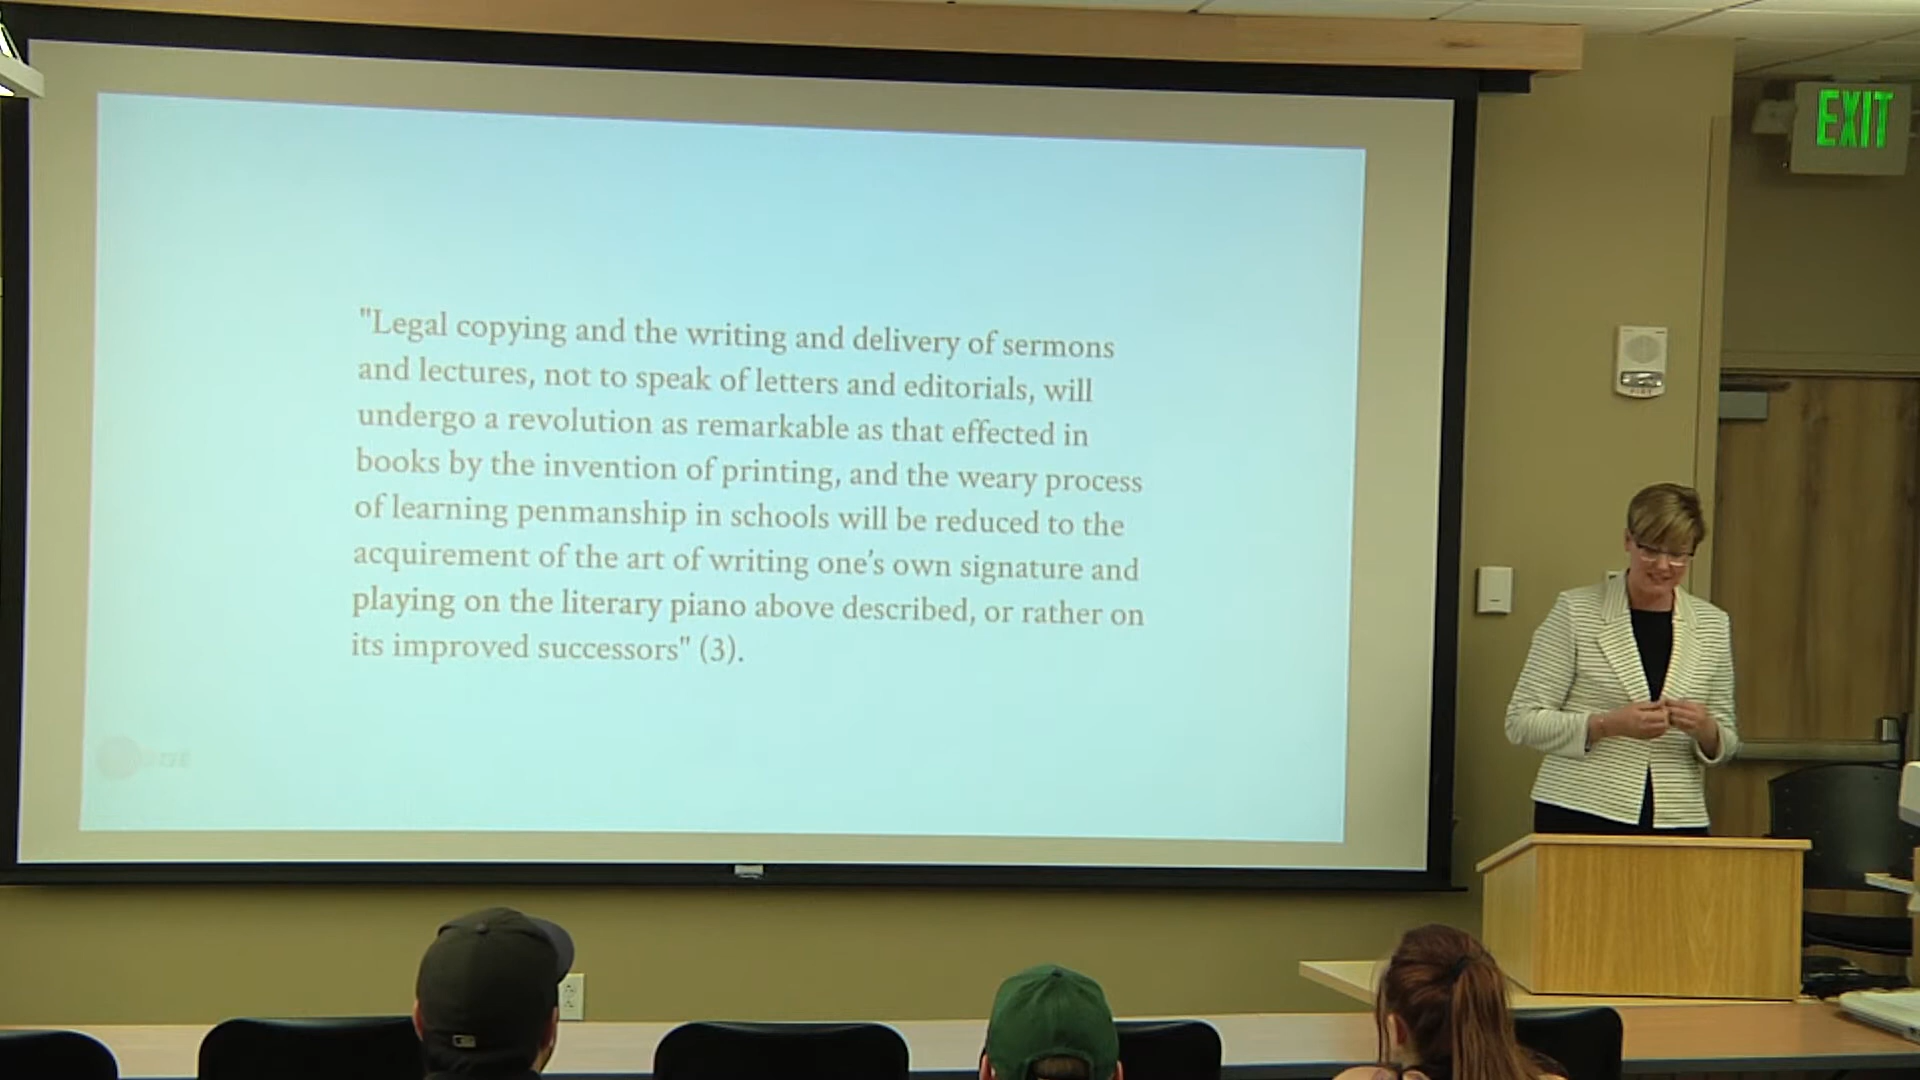 EXIT
"Legal copying and the writing and delivery of sermons
and lectures, not to speak of letters and editorials, will
undergo a revolution as remarkable as that effected in
books by the invention of printing, and the weary process
of learning penmanship in schools will be reduced to the
acquirement of the art of writing one's own signature and
playing on the literary piano above described, or rather on
its improved successors" (3).